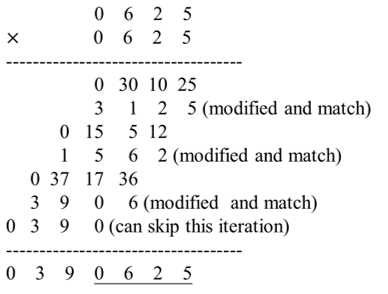 0 6 2 5
× 0 6 2 5
------------------------------------
0 30 10 25
3 1 2 5 (modified and match)
0 15 5 12
1 5 6 2 (modified and match)
0 37 17 36
3 9 0 6 (modified and match)
0 3 9 0 (can skip this iteration)
------------------------------------
0 3 9 0 6 2 5